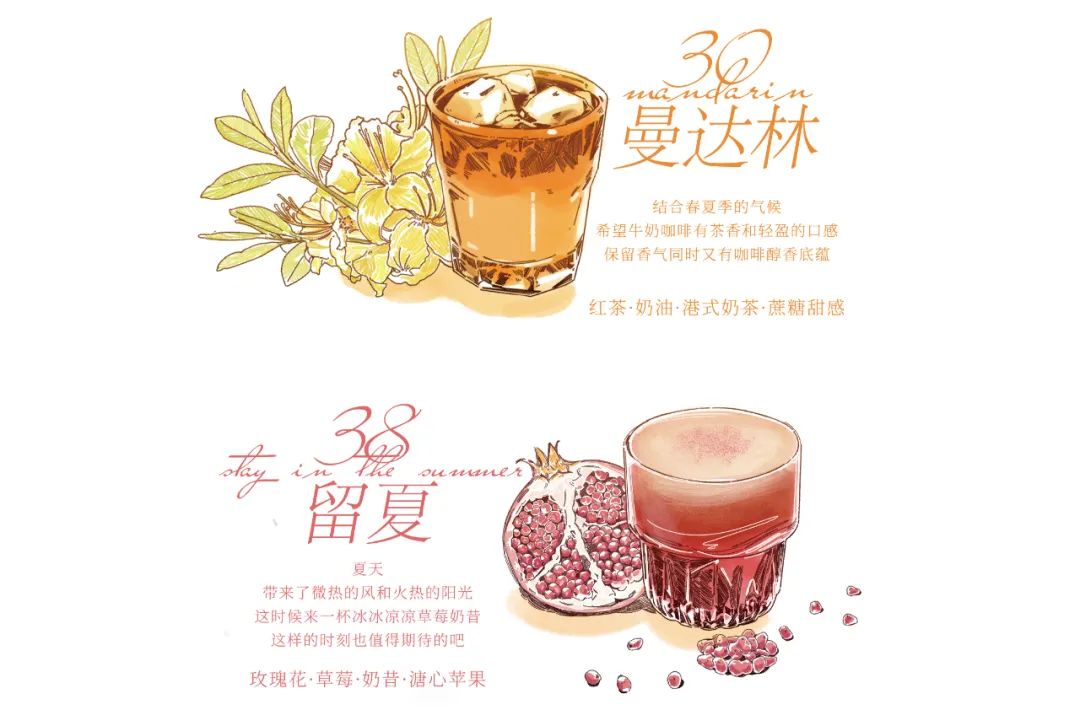 30
mandarin
曼达林
结合春夏季的气候
希望牛奶咖啡有茶香和轻盈的口感
保留香气同时又有咖啡醇香底蕴
红茶·奶油·港式奶茶·蔗糖甜感
38
stay in the summer
留夏
夏天
带来了微热的风和火热的阳光
这时候来一杯冰冰凉凉草莓奶昔
这样的时刻也值得期待的吧
玫瑰花·草莓·奶昔·溏心苹果